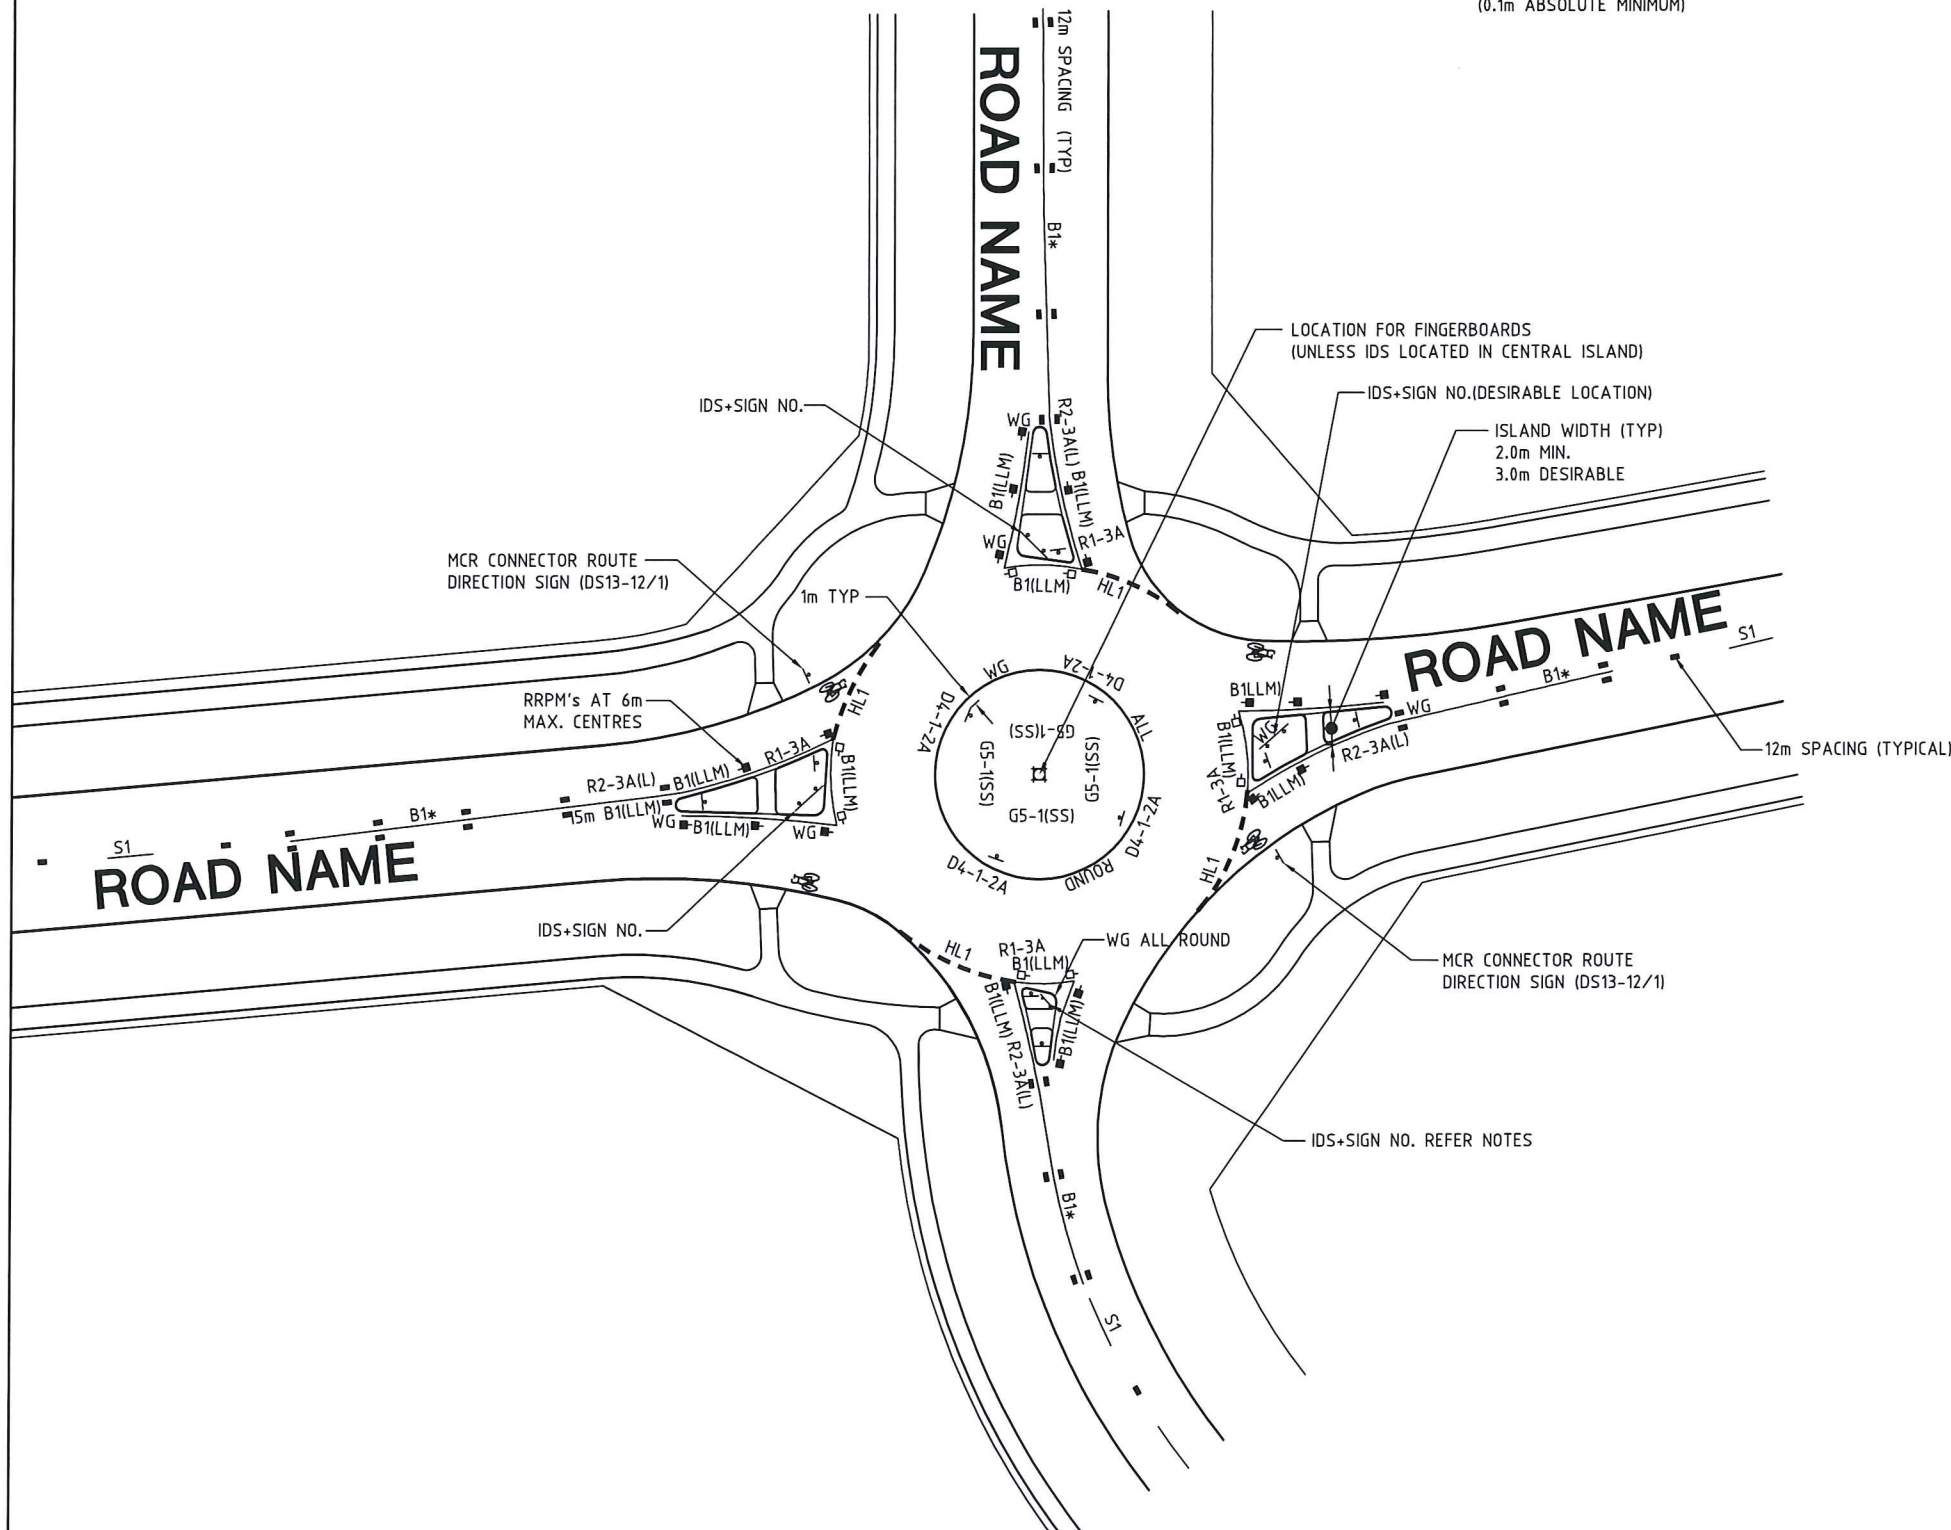 (0.1m ABSOLUTE MINIMUM)
12m SPACING (TYP)
ROAD NAME
B1*
LOCATION FOR FINGERBOARDS
(UNLESS IDS LOCATED IN CENTRAL ISLAND)
IDS+SIGN NO.(DESIRABLE LOCATION)
IDS+SIGN NO.
ISLAND WIDTH (TYP)
2.0m MIN.
3.0m DESIRABLE
WG
R2-3A(L)
B1(LLM)
B1(LLM)
WG
R1-3A
B1(LLM)
HL1
MCR CONNECTOR ROUTE
DIRECTION SIGN (DS13-12/1)
1m TYP
ROAD NAME
S1
B1*
RRPM's AT 6m
MAX. CENTRES
HL1
WG
D4-1-2A
D4-1-2A
ALL
G5-1(SS)
G5-1(SS)
G5-1(SS)
G5-1(SS)
D4-1-2A
ROUND
D4-1-2A
B1LLM)
B1(LLM)
WG
WG
R2-3A(L)
R1-3A
B1LLM)
12m SPACING (TYPICAL)
R1-3A
B1(LLM)
R2-3A(L)
B1(LLM)
15m
B1(LLM)
WG
B1(LLM)
WG
B1*
S1
ROAD NAME
HL1
IDS+SIGN NO.
HL1
R1-3A
B1(LLM)
WG ALL ROUND
MCR CONNECTOR ROUTE
DIRECTION SIGN (DS13-12/1)
B1(LLM)
R2-3A(L)
B1(LLM)
IDS+SIGN NO. REFER NOTES
B1*
S1